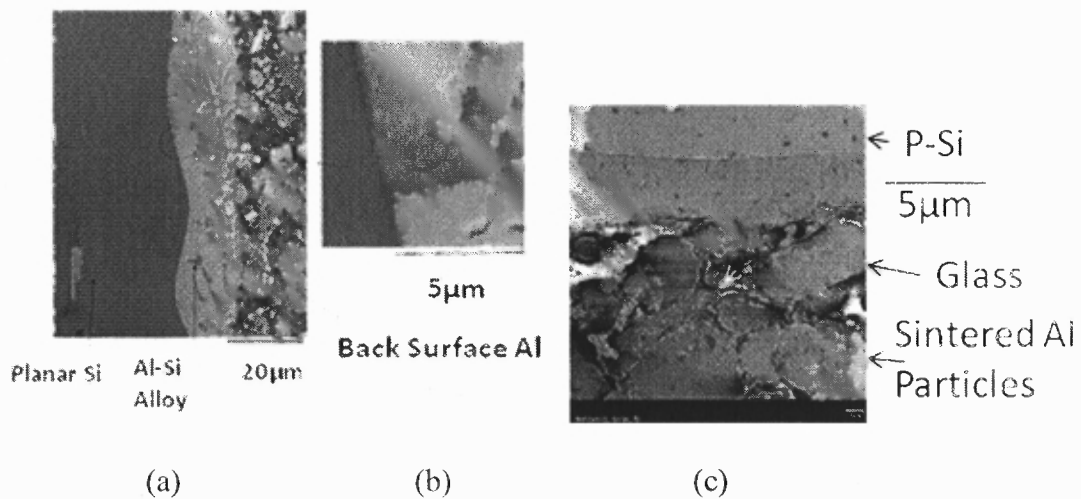 Planar Si
Al-Si
Alloy
20µm
5µm
Back Surface Al
P-Si
5µm
Glass
Sintered Al
Particles
(a)
(b)
(c)